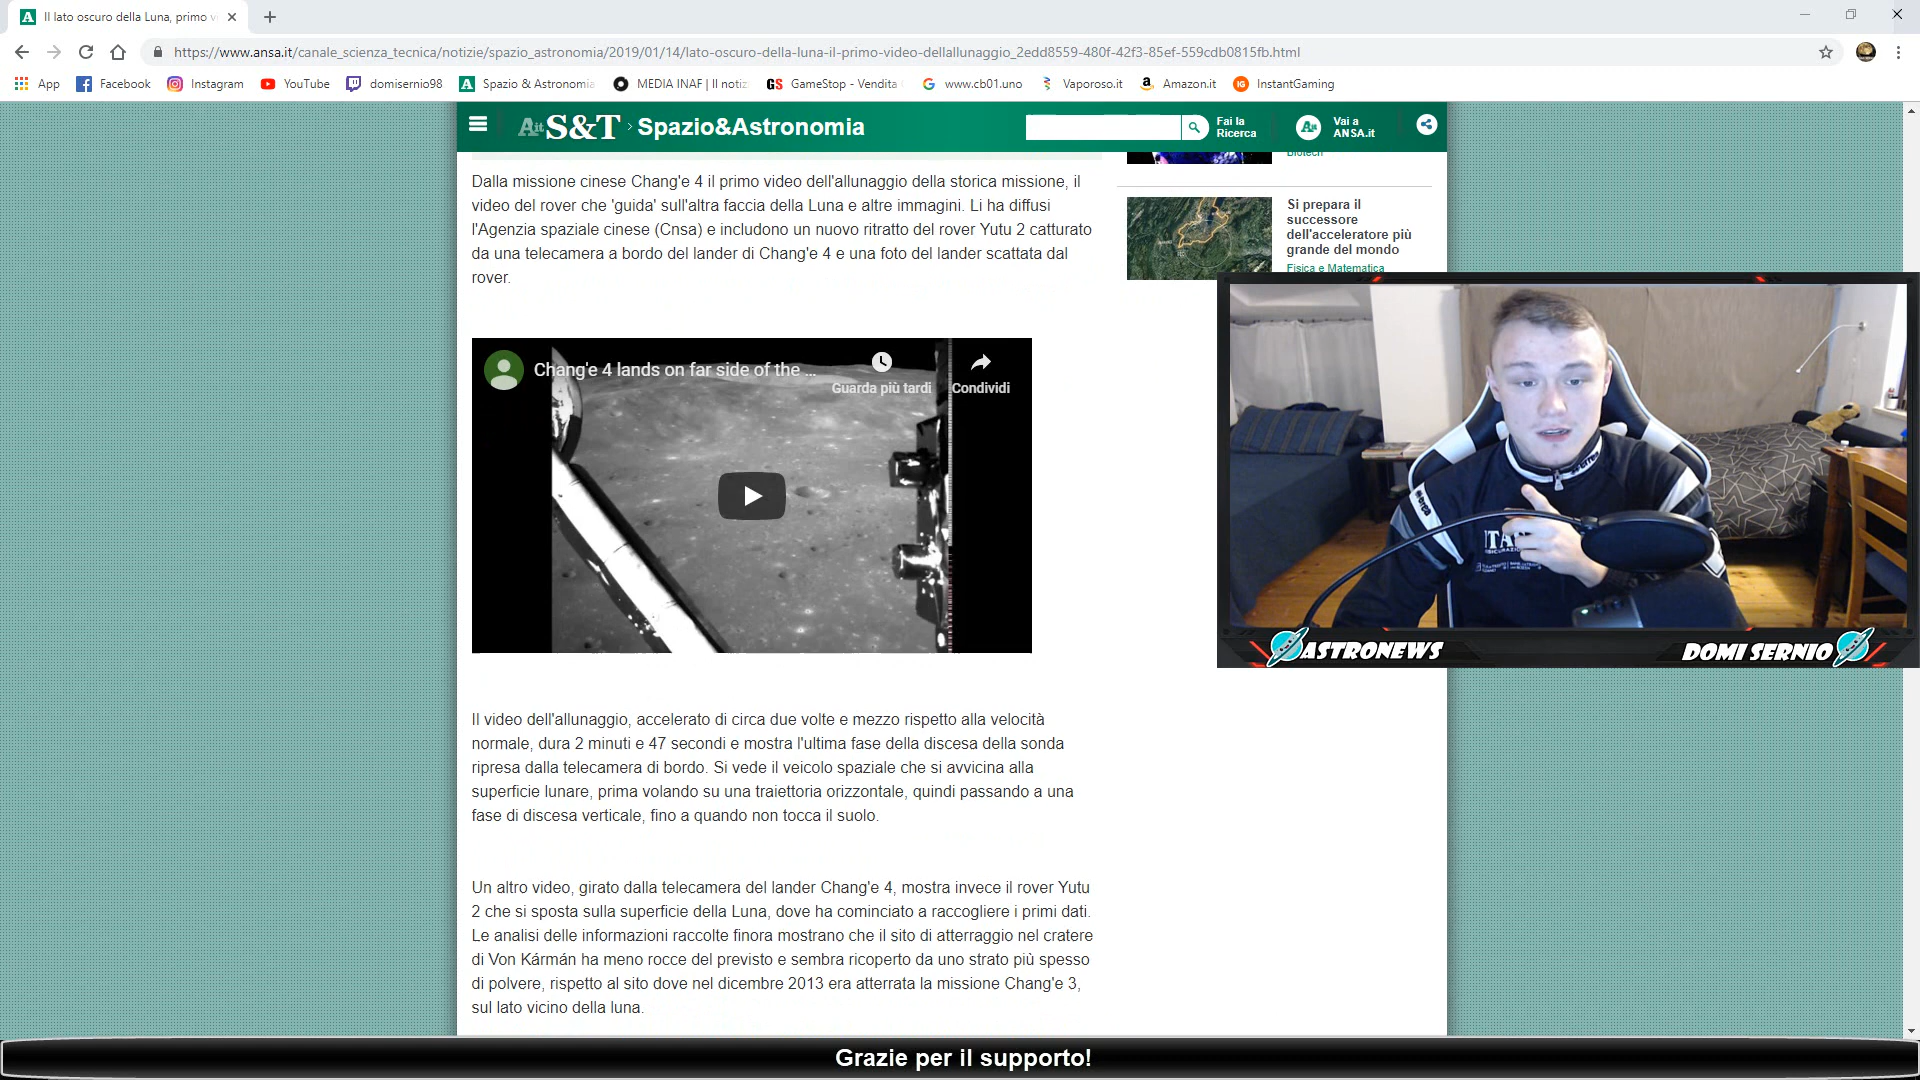 Il lato oscuro della Luna, primo v
https://www.ansa.it/canale_scienza_tecnica/notizie/spazio_astronomia/2019/01/14/lato-oscuro-della-luna-il-primo-video-dellallunaggio_2edd8559-480f-42f3-85ef-559cdb0815fb.html
App Facebook Instagram YouTube domisernio98 Spazio & Astronomia MEDIA INAF | Il notiz GameStop - Vendita www.cb01.uno Vaporoso.it Amazon.it InstantGaming
Ait S&T › Spazio&Astronomia
Fai la
Ricerca
Vai a
ANSA.it
Biotech
Dalla missione cinese Chang'e 4 il primo video dell'allunaggio della storica missione, il
video del rover che 'guida' sull'altra faccia della Luna e altre immagini. Li ha diffusi
l'Agenzia spaziale cinese (Cnsa) e includono un nuovo ritratto del rover Yutu 2 catturato
da una telecamera a bordo del lander di Chang'e 4 e una foto del lander scattata dal
rover.
Si prepara il
successore
dell'acceleratore più
grande del mondo
Fisica e Matematica
Chang'e 4 lands on far side of the ...
Guarda più tardi
Condividi
ASTRONEWS
DOMI SERNIO
Il video dell'allunaggio, accelerato di circa due volte e mezzo rispetto alla velocità
normale, dura 2 minuti e 47 secondi e mostra l'ultima fase della discesa della sonda
ripresa dalla telecamera di bordo. Si vede il veicolo spaziale che si avvicina alla
superficie lunare, prima volando su una traiettoria orizzontale, quindi passando a una
fase di discesa verticale, fino a quando non tocca il suolo.
Un altro video, girato dalla telecamera del lander Chang'e 4, mostra invece il rover Yutu
2 che si sposta sulla superficie della Luna, dove ha cominciato a raccogliere i primi dati.
Le analisi delle informazioni raccolte finora mostrano che il sito di atterraggio nel cratere
di Von Kármán ha meno rocce del previsto e sembra ricoperto da uno strato più spesso
di polvere, rispetto al sito dove nel dicembre 2013 era atterrata la missione Chang'e 3,
sul lato vicino della luna.
Grazie per il supporto!